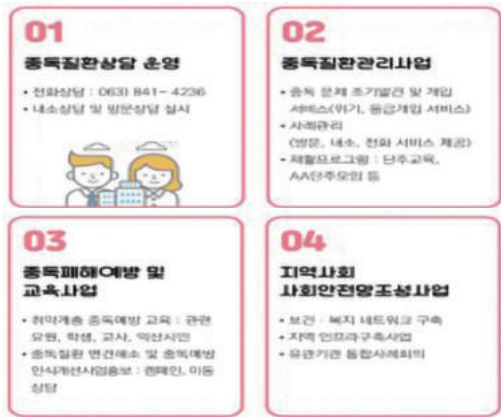 01
중독질환상담 운영
• 전화상담 : 063) 841- 4236
• 내소상담 및 방문상담 실시
02
중독질환관리사업
• 중독 문제 조기발견 및 개입
서비스(위기, 응급개입 서비스)
• 사례관리
(방문, 내소, 전화 서비스 제공)
• 재활프로그램 : 단주교육,
AA단주모임 등
03
중독폐해예방 및
교육사업
• 취약계층 중독예방 교육 : 관련
요원, 학생, 교사, 익산시민
• 중독질환 편견해소 및 중독예방
인식개선사업홍보 : 캠페인, 이동
상담
04
지역사회
사회안전망조성사업
• 보건 · 복지 네트워크 구축
• 지역 인프라구축사업
• 유관기관 통합사례회의